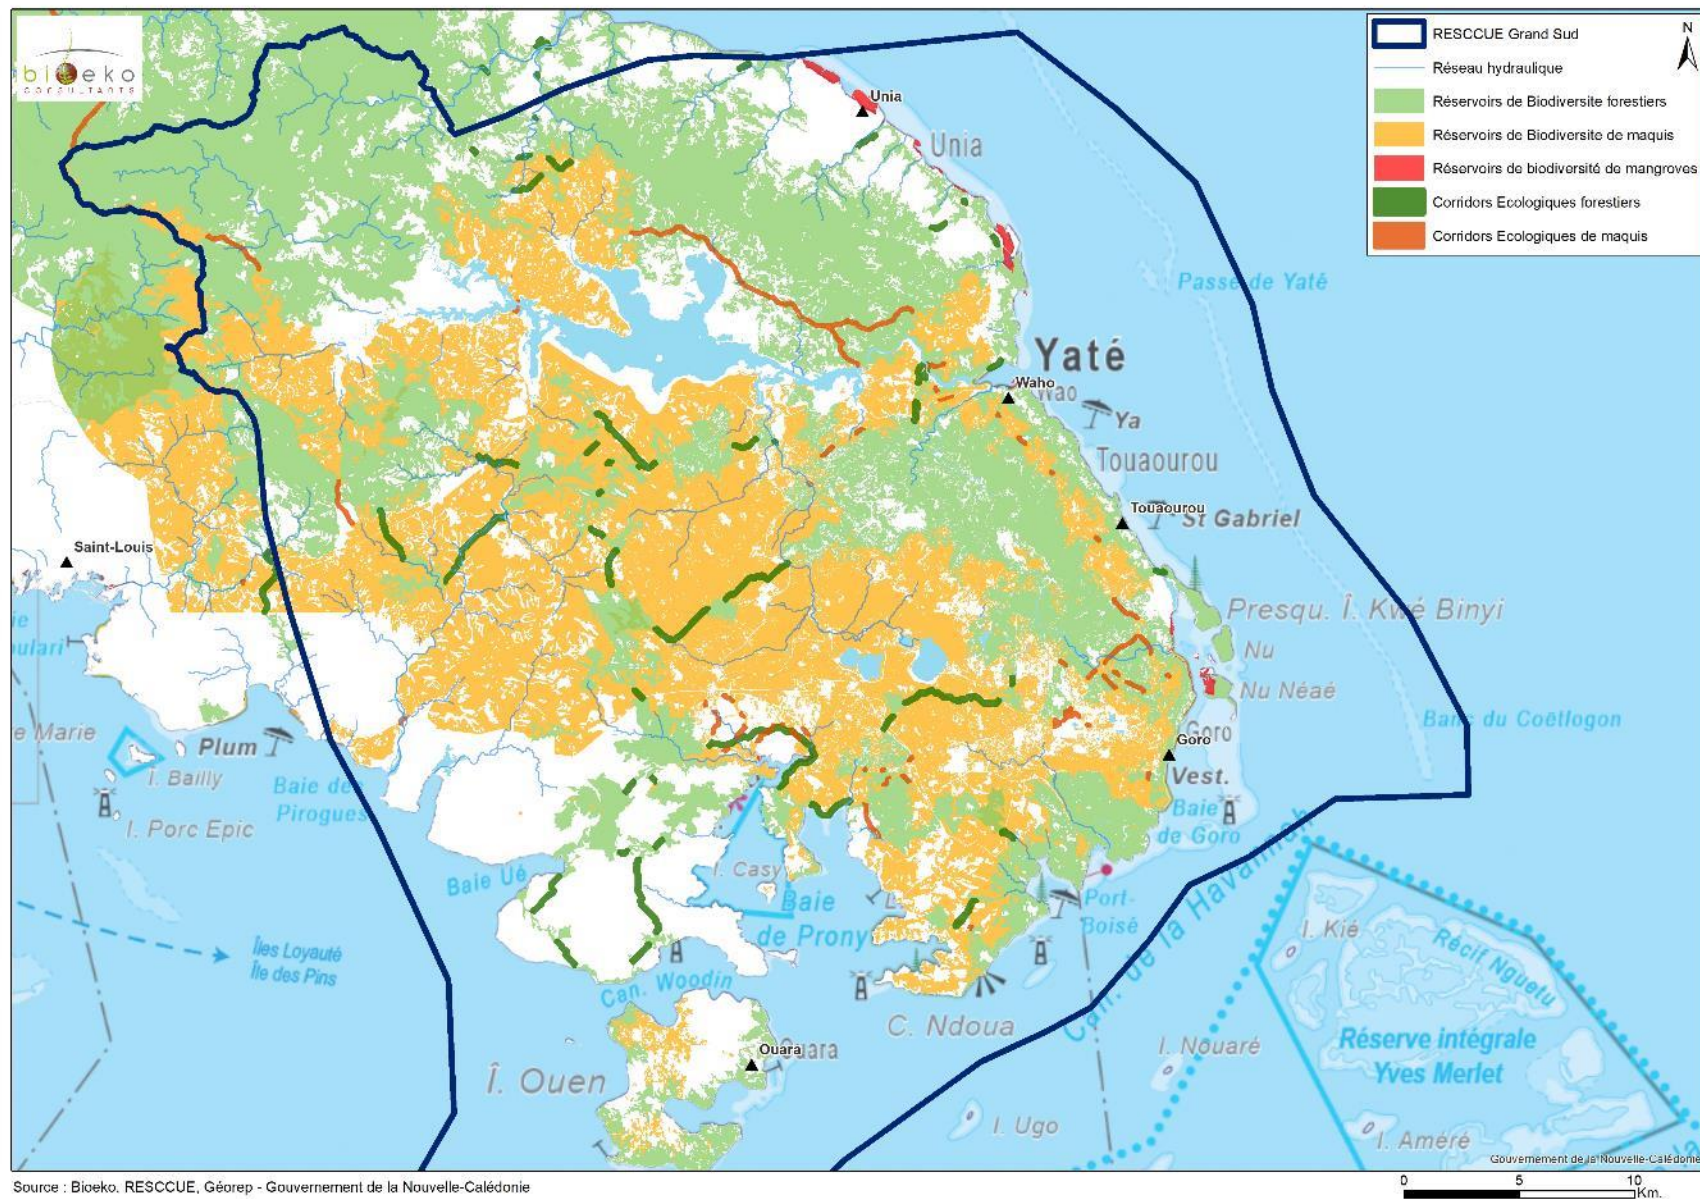 bioeko
CONSULTANTS
RESCCUE Grand Sud
N
Réseau hydraulique
Réservoirs de Biodiversite forestiers
Réservoirs de Biodiversite de maquis
Réservoirs de biodiversité de mangroves
Corridors Ecologiques forestiers
Corridors Ecologiques de maquis
Unia
Unia
Passe de Yaté
Yaté
Waho
Wao
Ya
Touaourou
Touaourou
St Gabriel
Saint-Louis
Presqu. Î. Kwé Binyi
Nu
Nu Néaé
Banc du Coëtlogon
Goro
Goro
Vest.
Baie
de Goro
Plum
I. Bailly
I. Porc Epic
Baie des
Pirogues
Baie Ué
I. Casy
Baie
de Prony
Port-
Boisé
Can. de la Havannah
Îles Loyauté
Île des Pins
Can. Woodin
C. Ndoua
Î. Ouen
Ouara
Ouara
I. Kié
Récif Nguetu
Réserve intégrale
Yves Merlet
I. Nouaré
I. Ugo
I. Améré
Gouvernement de la Nouvelle-Calédonie
Source : Bioeko. RESCCUE, Géorep - Gouvernement de la Nouvelle-Calédonie
0 5 10
Km.